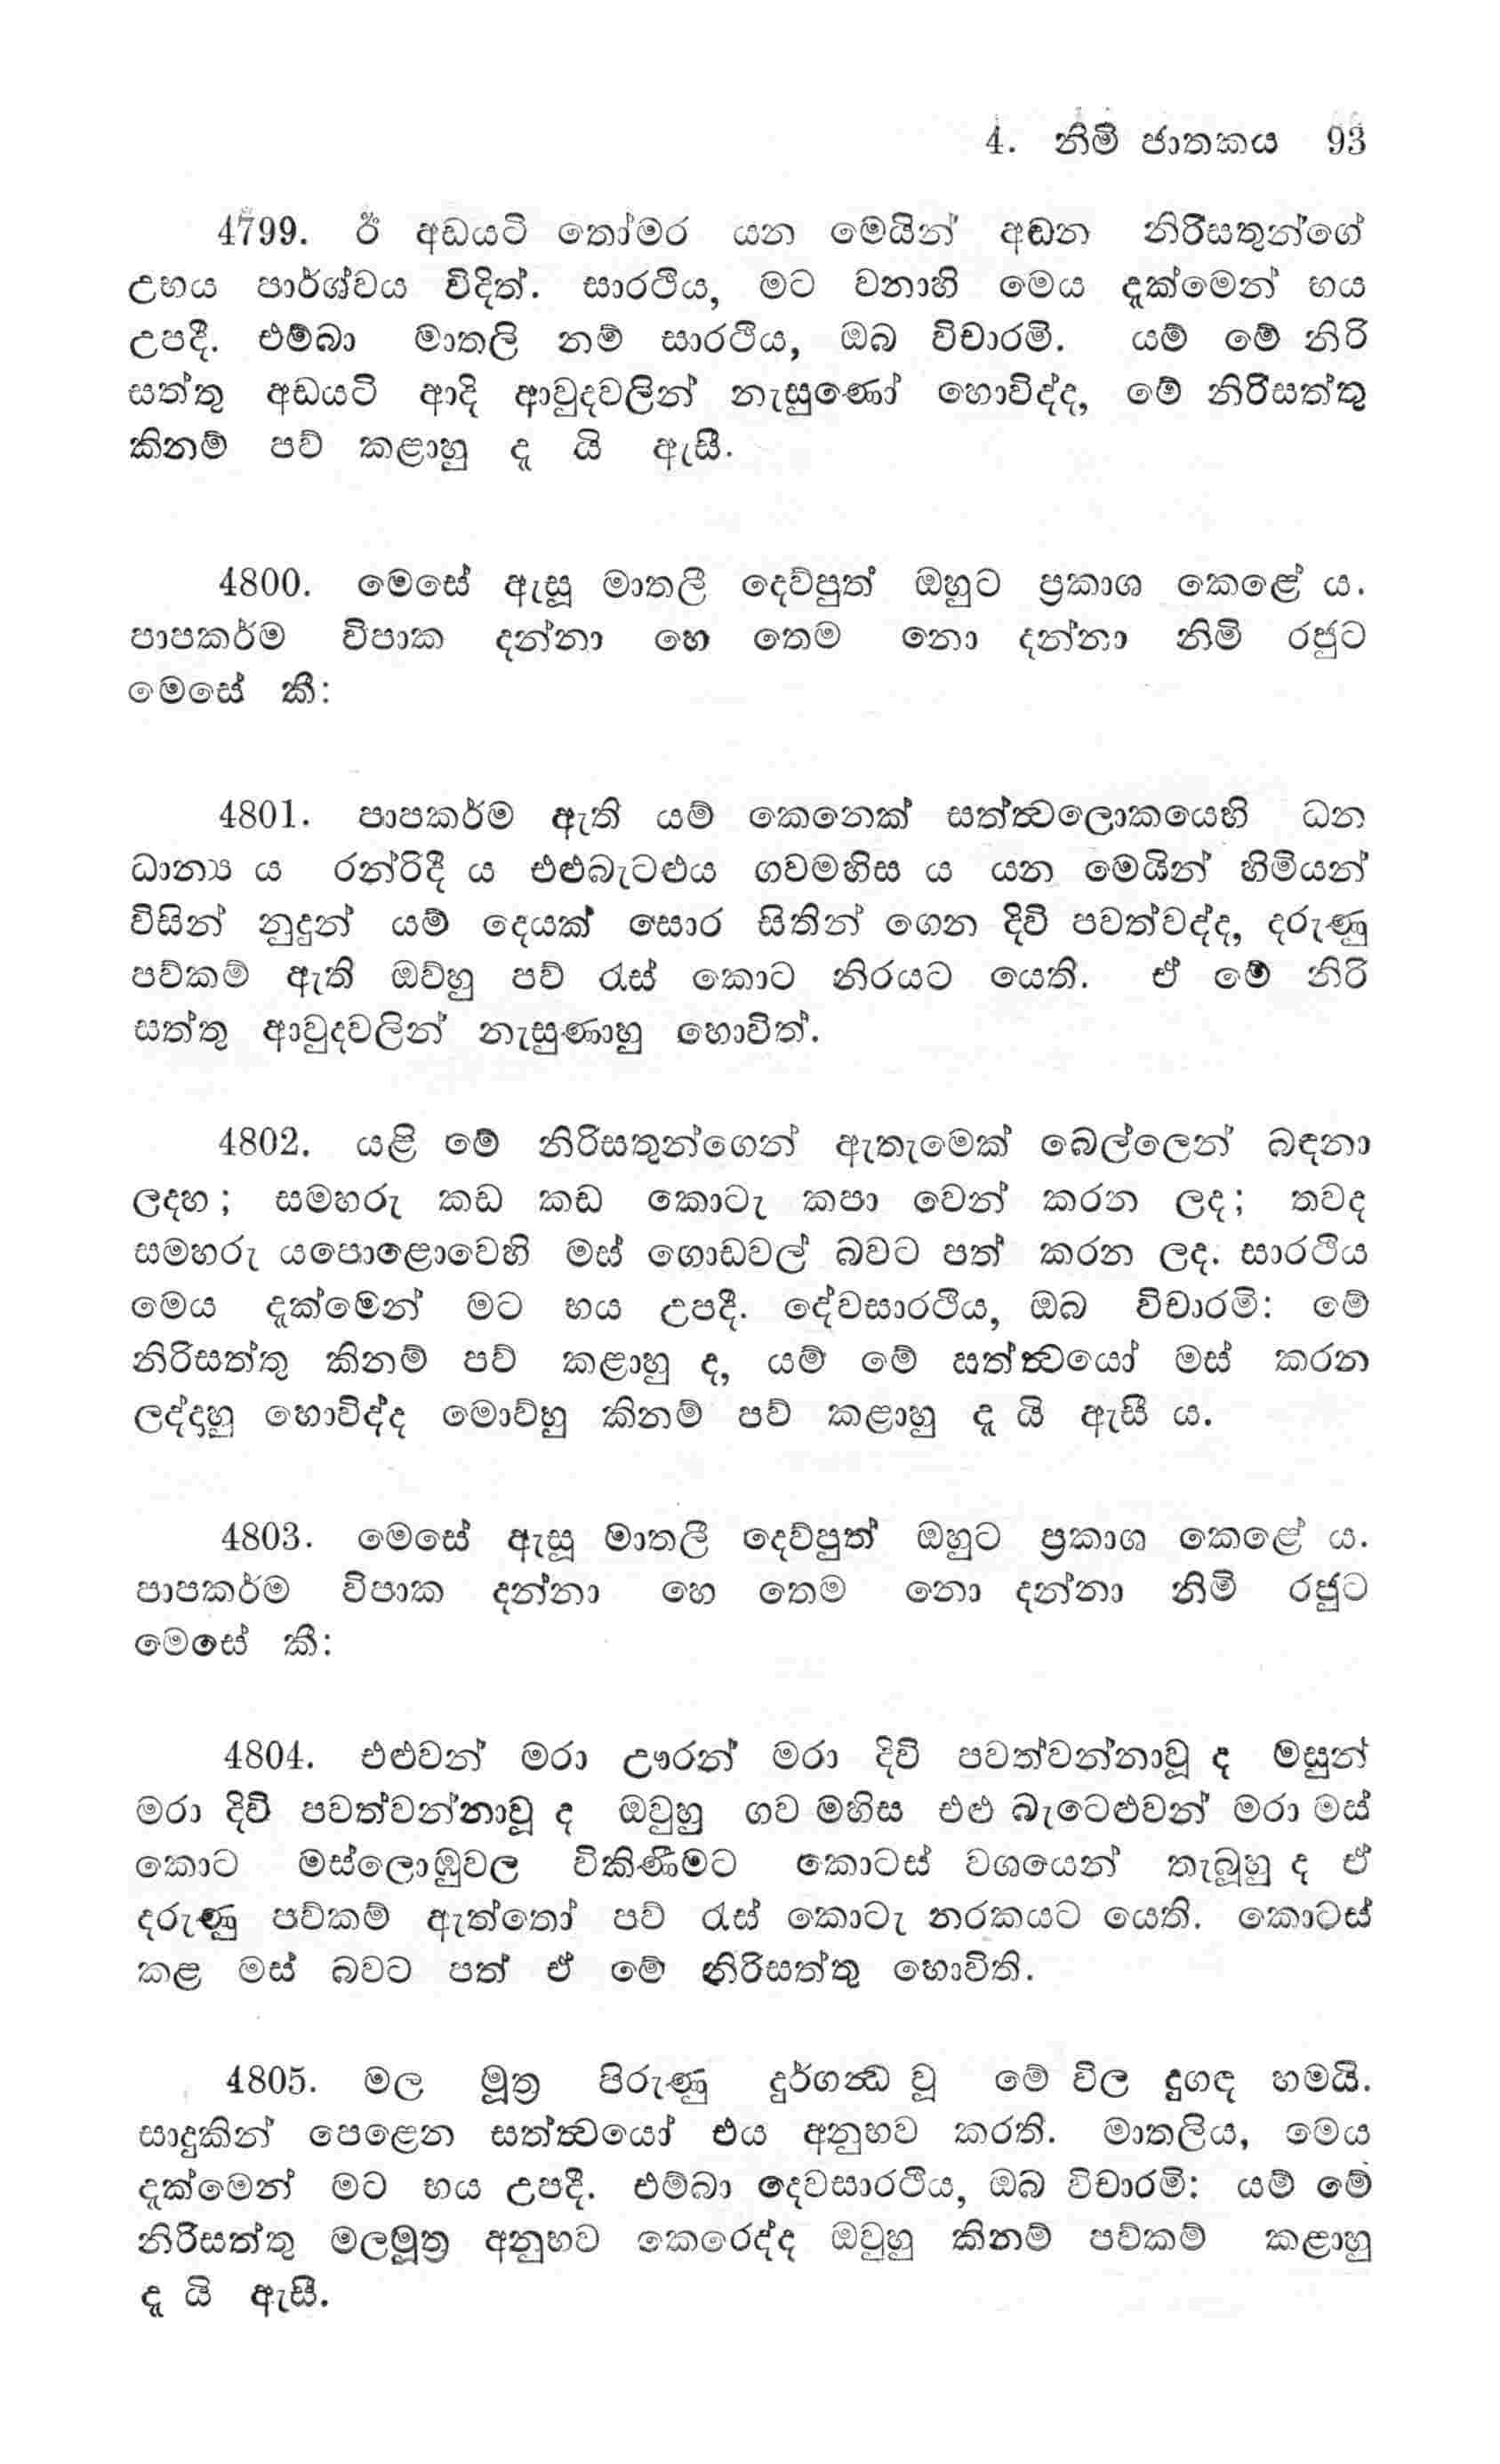 4. නිමි ජාතකය 93
4799. ඊ අඩයටි තෝමර යන මෙයින් අඬන නිරිසතුන්ගේ
උභය පාර්ශ්වය විදිත්. සාරථිය, මට වනාහි මෙය දැක්මෙන් භය
උපදී. එම්බා මාතලි නම් සාරථිය, ඔබ විචාරමි. යම් මේ නිරි
සත්තු අඩයටි ආදි ආවුදවලින් නැසුණෝ හොවිද්ද, මේ නිරිසත්තු
කිනම් පව් කළාහු දැ යි ඇසී.
4800. මෙසේ ඇසූ මාතලී දෙව්පුත් ඔහුට ප්‍රකාශ කෙළේ ය.
පාපකර්ම විපාක දන්නා හෙ තෙම නො දන්නා නිමි රජුට
මෙසේ කී:
4801. පාපකර්ම ඇති යම් කෙනෙක් සත්ත්‍වලොකයෙහි ධන
ධාන්‍ය ය රන්රිදී ය එළුබැටළුය ගවමහිස ය යන මෙයින් හිමියන්
විසින් නුදුන් යම් දෙයක් සොර සිතින් ගෙන දිවි පවත්වද්ද, දරුණු
පව්කම් ඇති ඔව්හු පව් රැස් කොට නිරයට යෙති. ඒ මේ නිරි
සත්තු ආවුදවලින් නැසුණාහු හොවිත්.
4802. යළි මේ නිරිසතුන්ගෙන් ඇතැමෙක් බෙල්ලෙන් බඳනා
ලදහ; සමහරු කඩ කඩ කොටැ කපා වෙන් කරන ලද; තවද
සමහරු යපොළොවෙහි මස් ගොඩවල් බවට පත් කරන ලද. සාරථිය
මෙය දැක්මෙන් මට භය උපදී. දේවසාරථිය, ඔබ විචාරමි: මේ
නිරිසත්තු කිනම් පව් කළාහු ද, යම් මේ සත්ත්‍වයෝ මස් කරන
ලද්දාහු හොවිද්ද මොව්හු කිනම් පව් කළාහු දැ යි ඇසී ය.
4803. මෙසේ ඇසූ මාතලී දෙව්පුත් ඔහුට ප්‍රකාශ කෙළේ ය.
පාපකර්ම විපාක දන්නා හෙ තෙම නො දන්නා නිමි රජුට
මෙසේ කී:
4804. එළුවන් මරා ඌරන් මරා දිවි පවත්වන්නාවූ ද මසුන්
මරා දිවි පවත්වන්නාවූ ද ඔවුහු ගව මහිස එළු බැටෙළුවන් මරා මස්
කොට මස්ලොඹුවල විකිණීමට කොටස් වශයෙන් තැබූහු ද ඒ
දරුණු පව්කම් ඇත්තෝ පව් රැස් කොටැ නරකයට යෙති. කොටස්
කළ මස් බවට පත් ඒ මේ නිරිසත්තු හොවිති.
4805. මල මූත්‍ර පිරුණු දුර්ගන්‍ධ වූ මේ විල දුගඳ හමයි.
සාදුකින් පෙළෙන සත්ත්‍වයෝ එය අනුභව කරති. මාතලිය, මෙය
දැක්මෙන් මට භය උපදී. එම්බා දෙවසාරථිය, ඔබ විචාරමි: යම් මේ
නිරිසත්තු මලමූත්‍ර අනුභව කෙරෙද්ද ඔවුහු කිනම් පව්කම් කළාහු
දැ යි ඇසී.